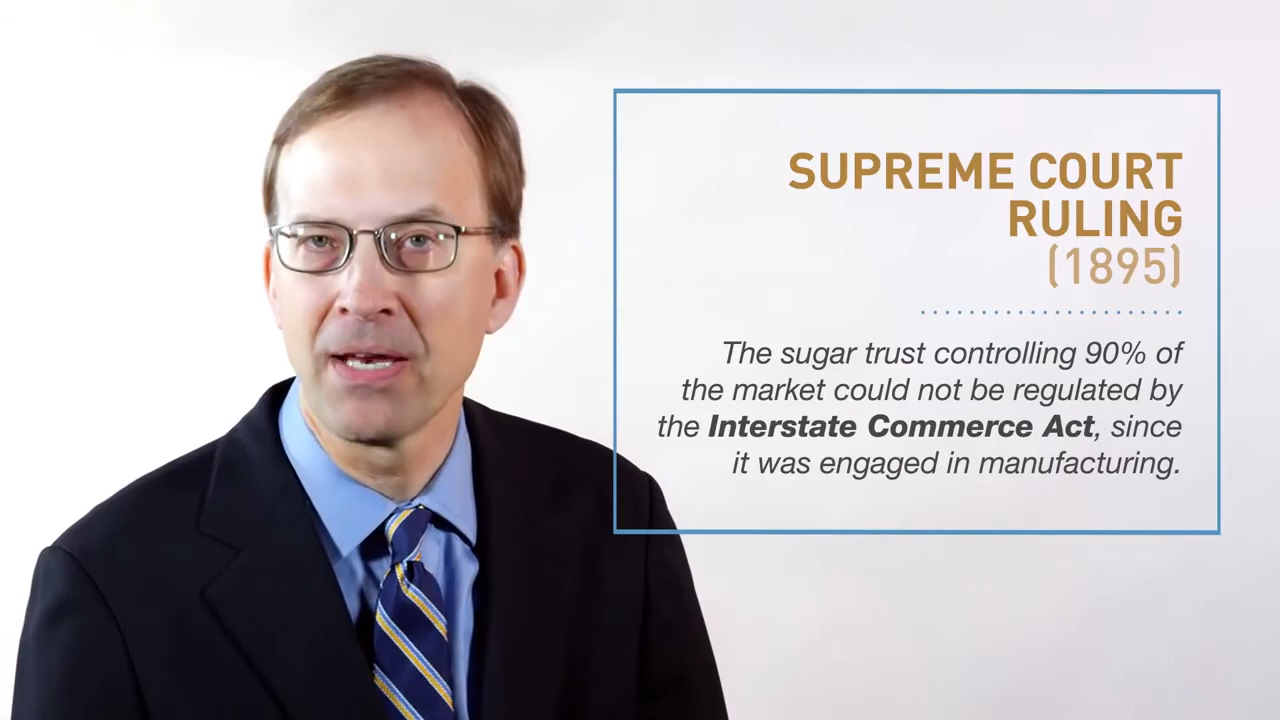 SUPREME COURT
RULING
(1895)
The sugar trust controlling 90% of
the market could not be regulated by
the Interstate Commerce Act, since
it was engaged in manufacturing.